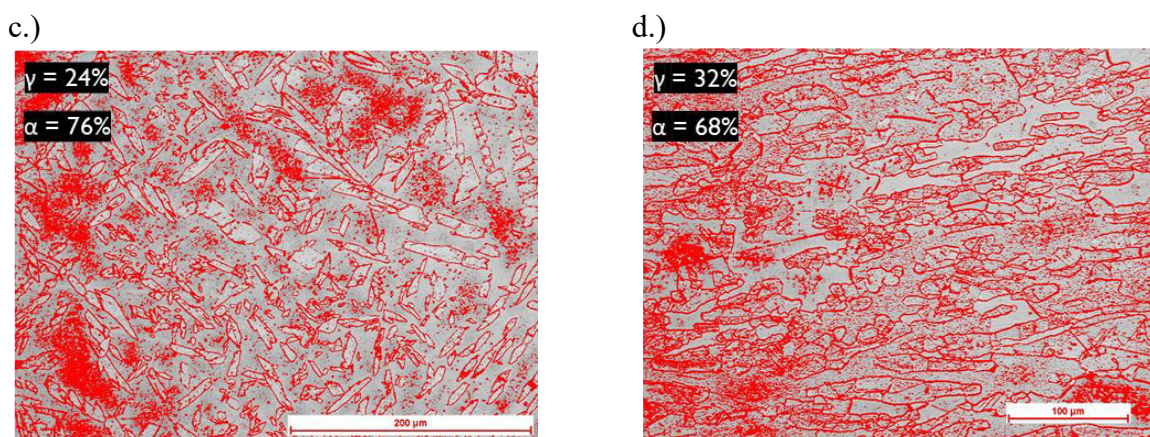 c.)
d.)
γ = 24%
α = 76%
γ = 32%
α = 68%
200 µm
100 µm